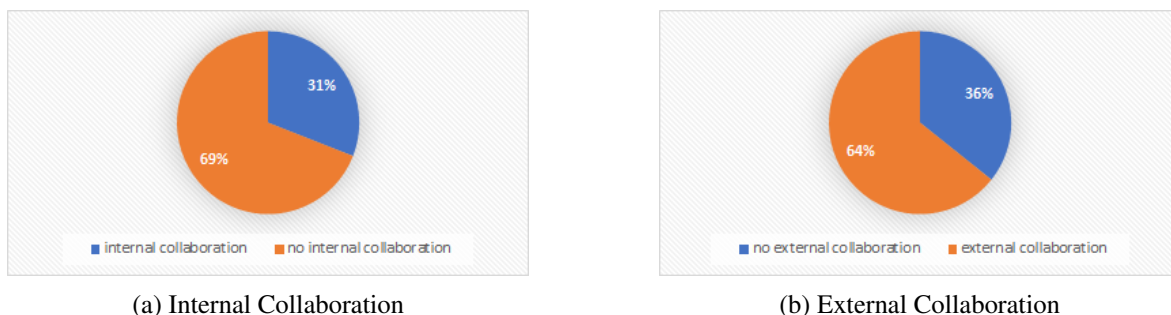 31%
69%
internal collaboration no internal collaboration
(a) Internal Collaboration
36%
64%
no external collaboration external collaboration
(b) External Collaboration